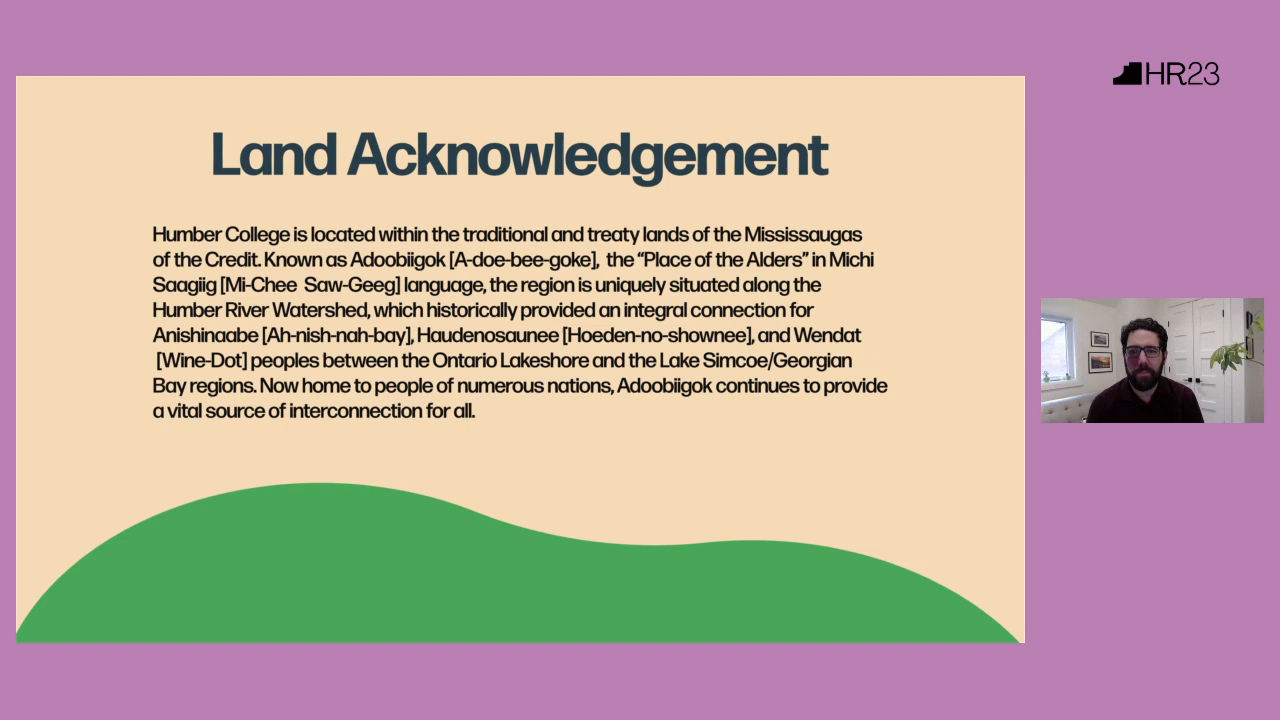 HR23
Land Acknowledgement
Humber College is located within the traditional and treaty lands of the Mississaugas
of the Credit. Known as Adoobiigok [A-doe-bee-goke],  the “Place of the Alders” in Michi
Saagiig [Mi-Chee  Saw-Geeg] language, the region is uniquely situated along the
Humber River Watershed, which historically provided an integral connection for
Anishinaabe [Ah-nish-nah-bay], Haudenosaunee [Hoeden-no-shownee], and Wendat
[Wine-Dot] peoples between the Ontario Lakeshore and the Lake Simcoe/Georgian
Bay regions. Now home to people of numerous nations, Adoobiigok continues to provide
a vital source of interconnection for all.